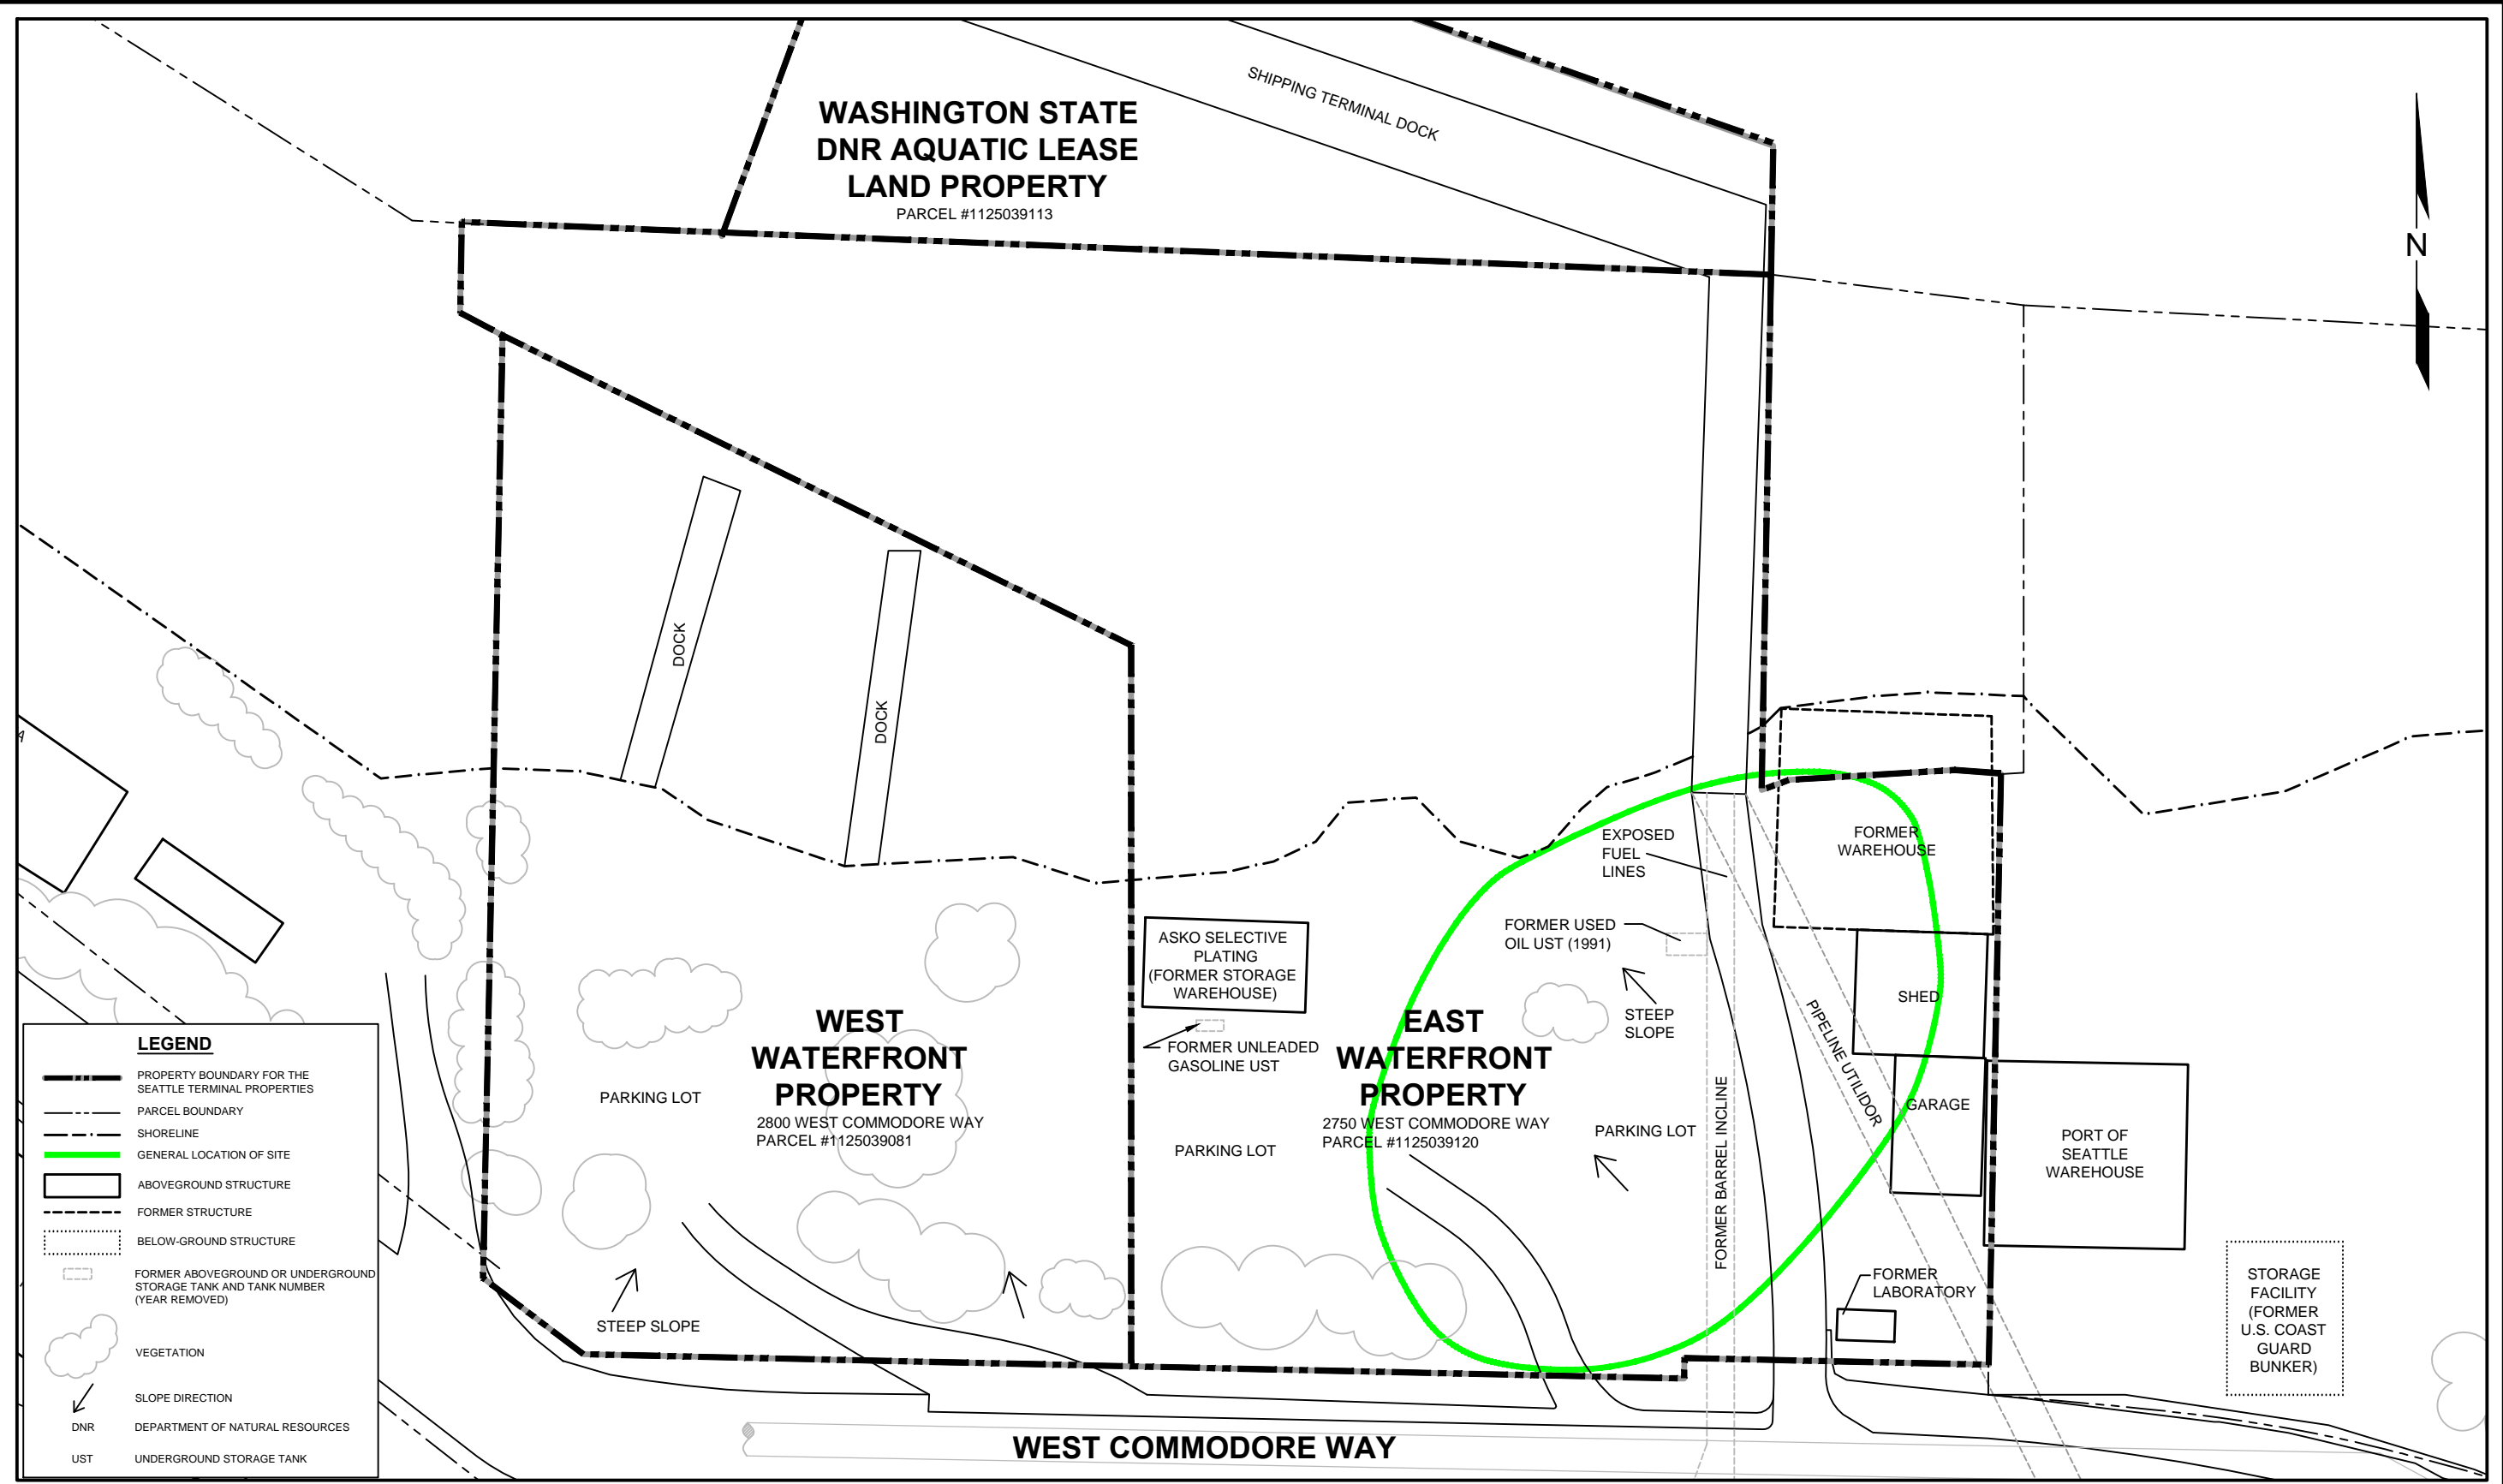 SHIPPING TERMINAL DOCK
WASHINGTON STATE
DNR AQUATIC LEASE
LAND PROPERTY
PARCEL #1125039113
N
DOCK
DOCK
EXPOSED
FUEL
LINES
FORMER
WAREHOUSE
FORMER USED
OIL UST (1991)
ASKO SELECTIVE
PLATING
(FORMER STORAGE
WAREHOUSE)
STEEP
SLOPE
SHED
PIPELINE UTILIDOR
FORMER UNLEADED
GASOLINE UST
WEST
WATERFRONT
PROPERTY
2800 WEST COMMODORE WAY
PARCEL #1125039081
EAST
WATERFRONT
PROPERTY
2750 WEST COMMODORE WAY
PARCEL #1125039120
PARKING LOT
PARKING LOT
PARKING LOT
FORMER BARREL INCLINE
GARAGE
PORT OF
SEATTLE
WAREHOUSE
FORMER
LABORATORY
STORAGE
FACILITY
(FORMER
U.S. COAST
GUARD
BUNKER)
STEEP SLOPE
WEST COMMODORE WAY
LEGEND
PROPERTY BOUNDARY FOR THE
SEATTLE TERMINAL PROPERTIES
PARCEL BOUNDARY
SHORELINE
GENERAL LOCATION OF SITE
ABOVEGROUND STRUCTURE
FORMER STRUCTURE
BELOW-GROUND STRUCTURE
FORMER ABOVEGROUND OR UNDERGROUND
STORAGE TANK AND TANK NUMBER
(YEAR REMOVED)
VEGETATION
SLOPE DIRECTION
DNR DEPARTMENT OF NATURAL RESOURCES
UST UNDERGROUND STORAGE TANK